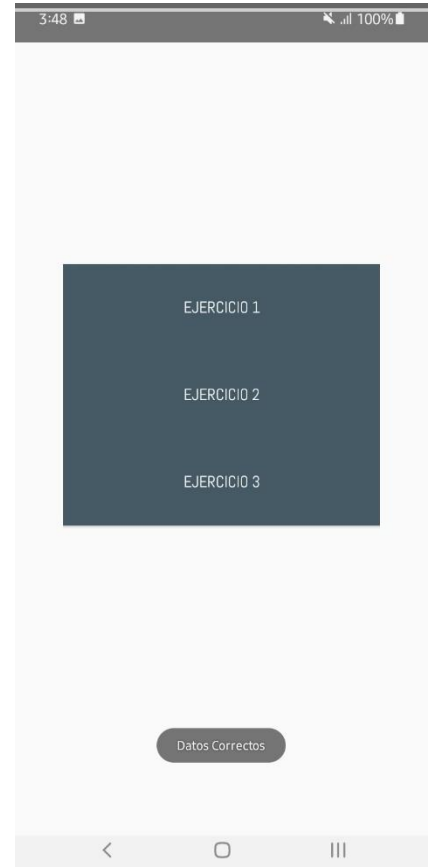 3:48 100%
EJERCICIO 1
EJERCICIO 2
EJERCICIO 3
Datos Correctos